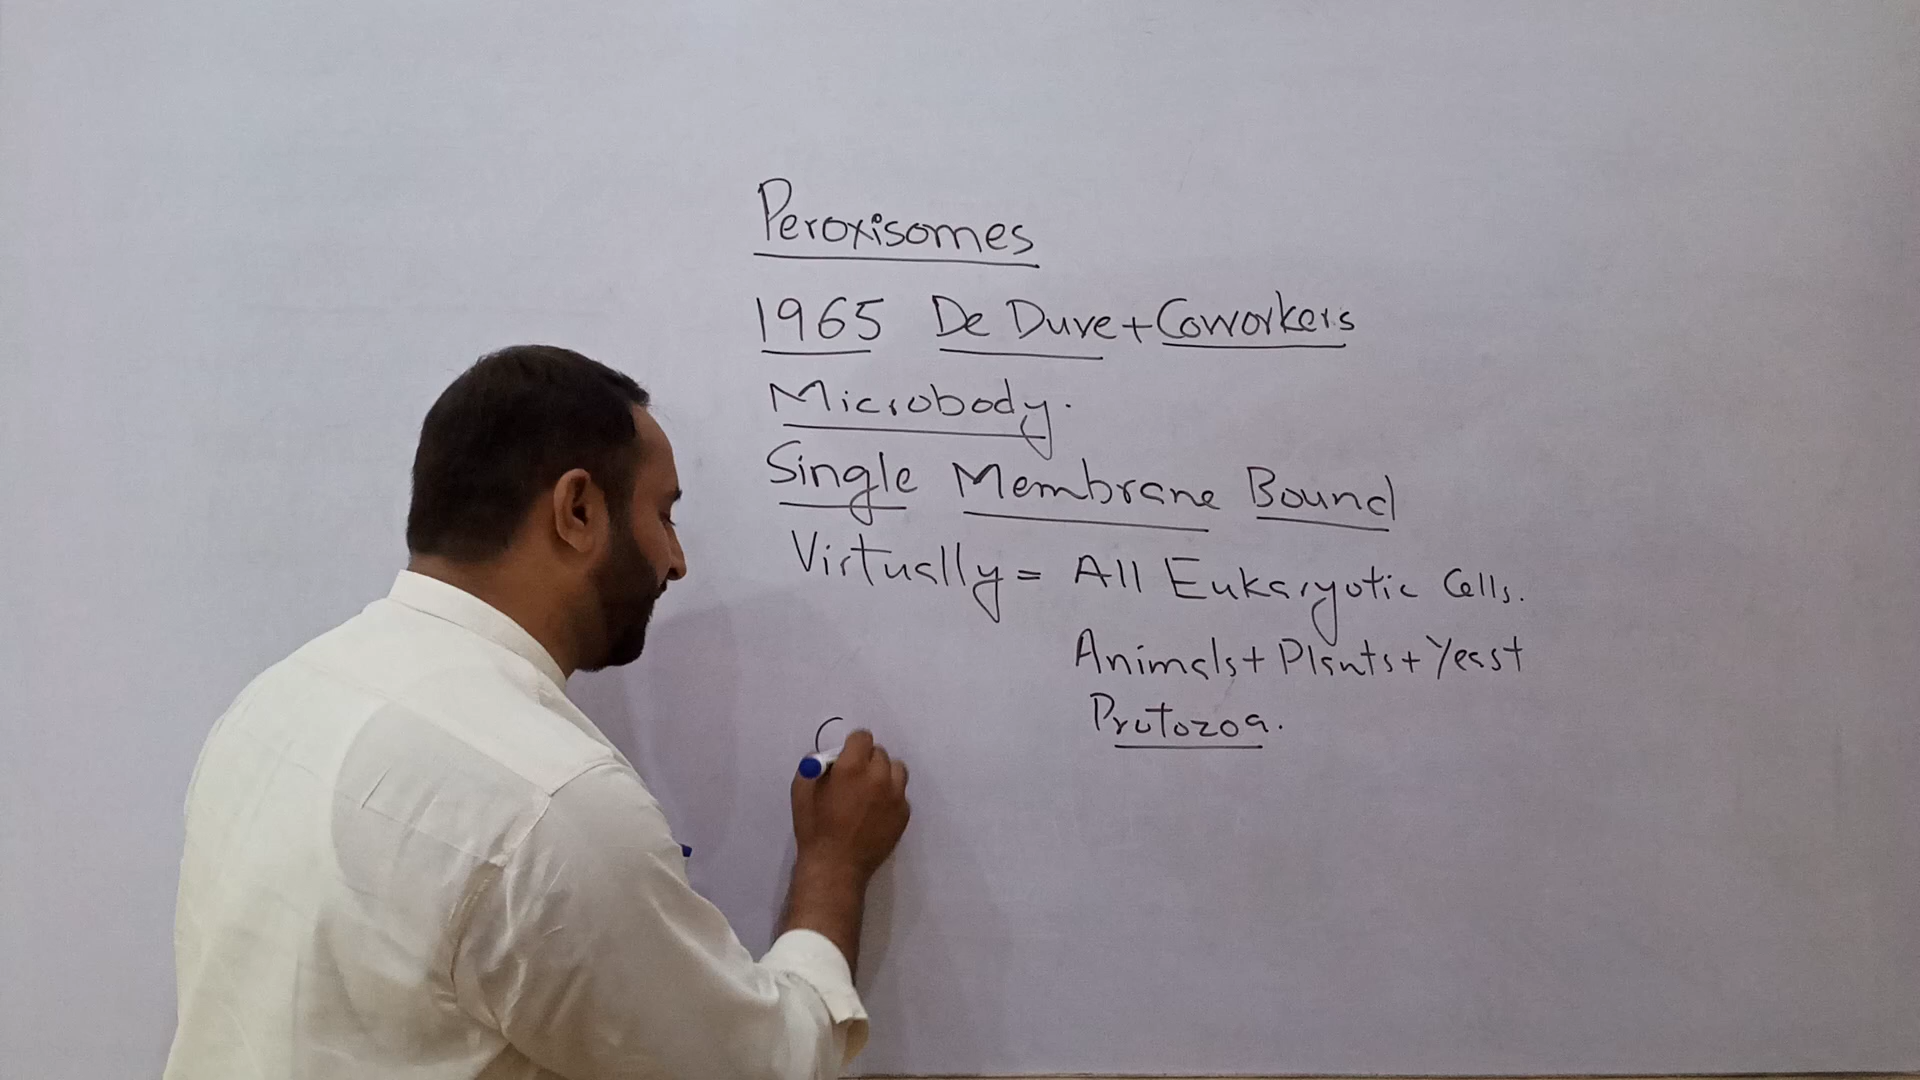 Peroxisomes
1965 De Duve + Coworkers
Microbody.
Single Membrane Bound
Virtually = All Eukaryotic Cells.
Animals + Plants + Yeast
Protozoa.